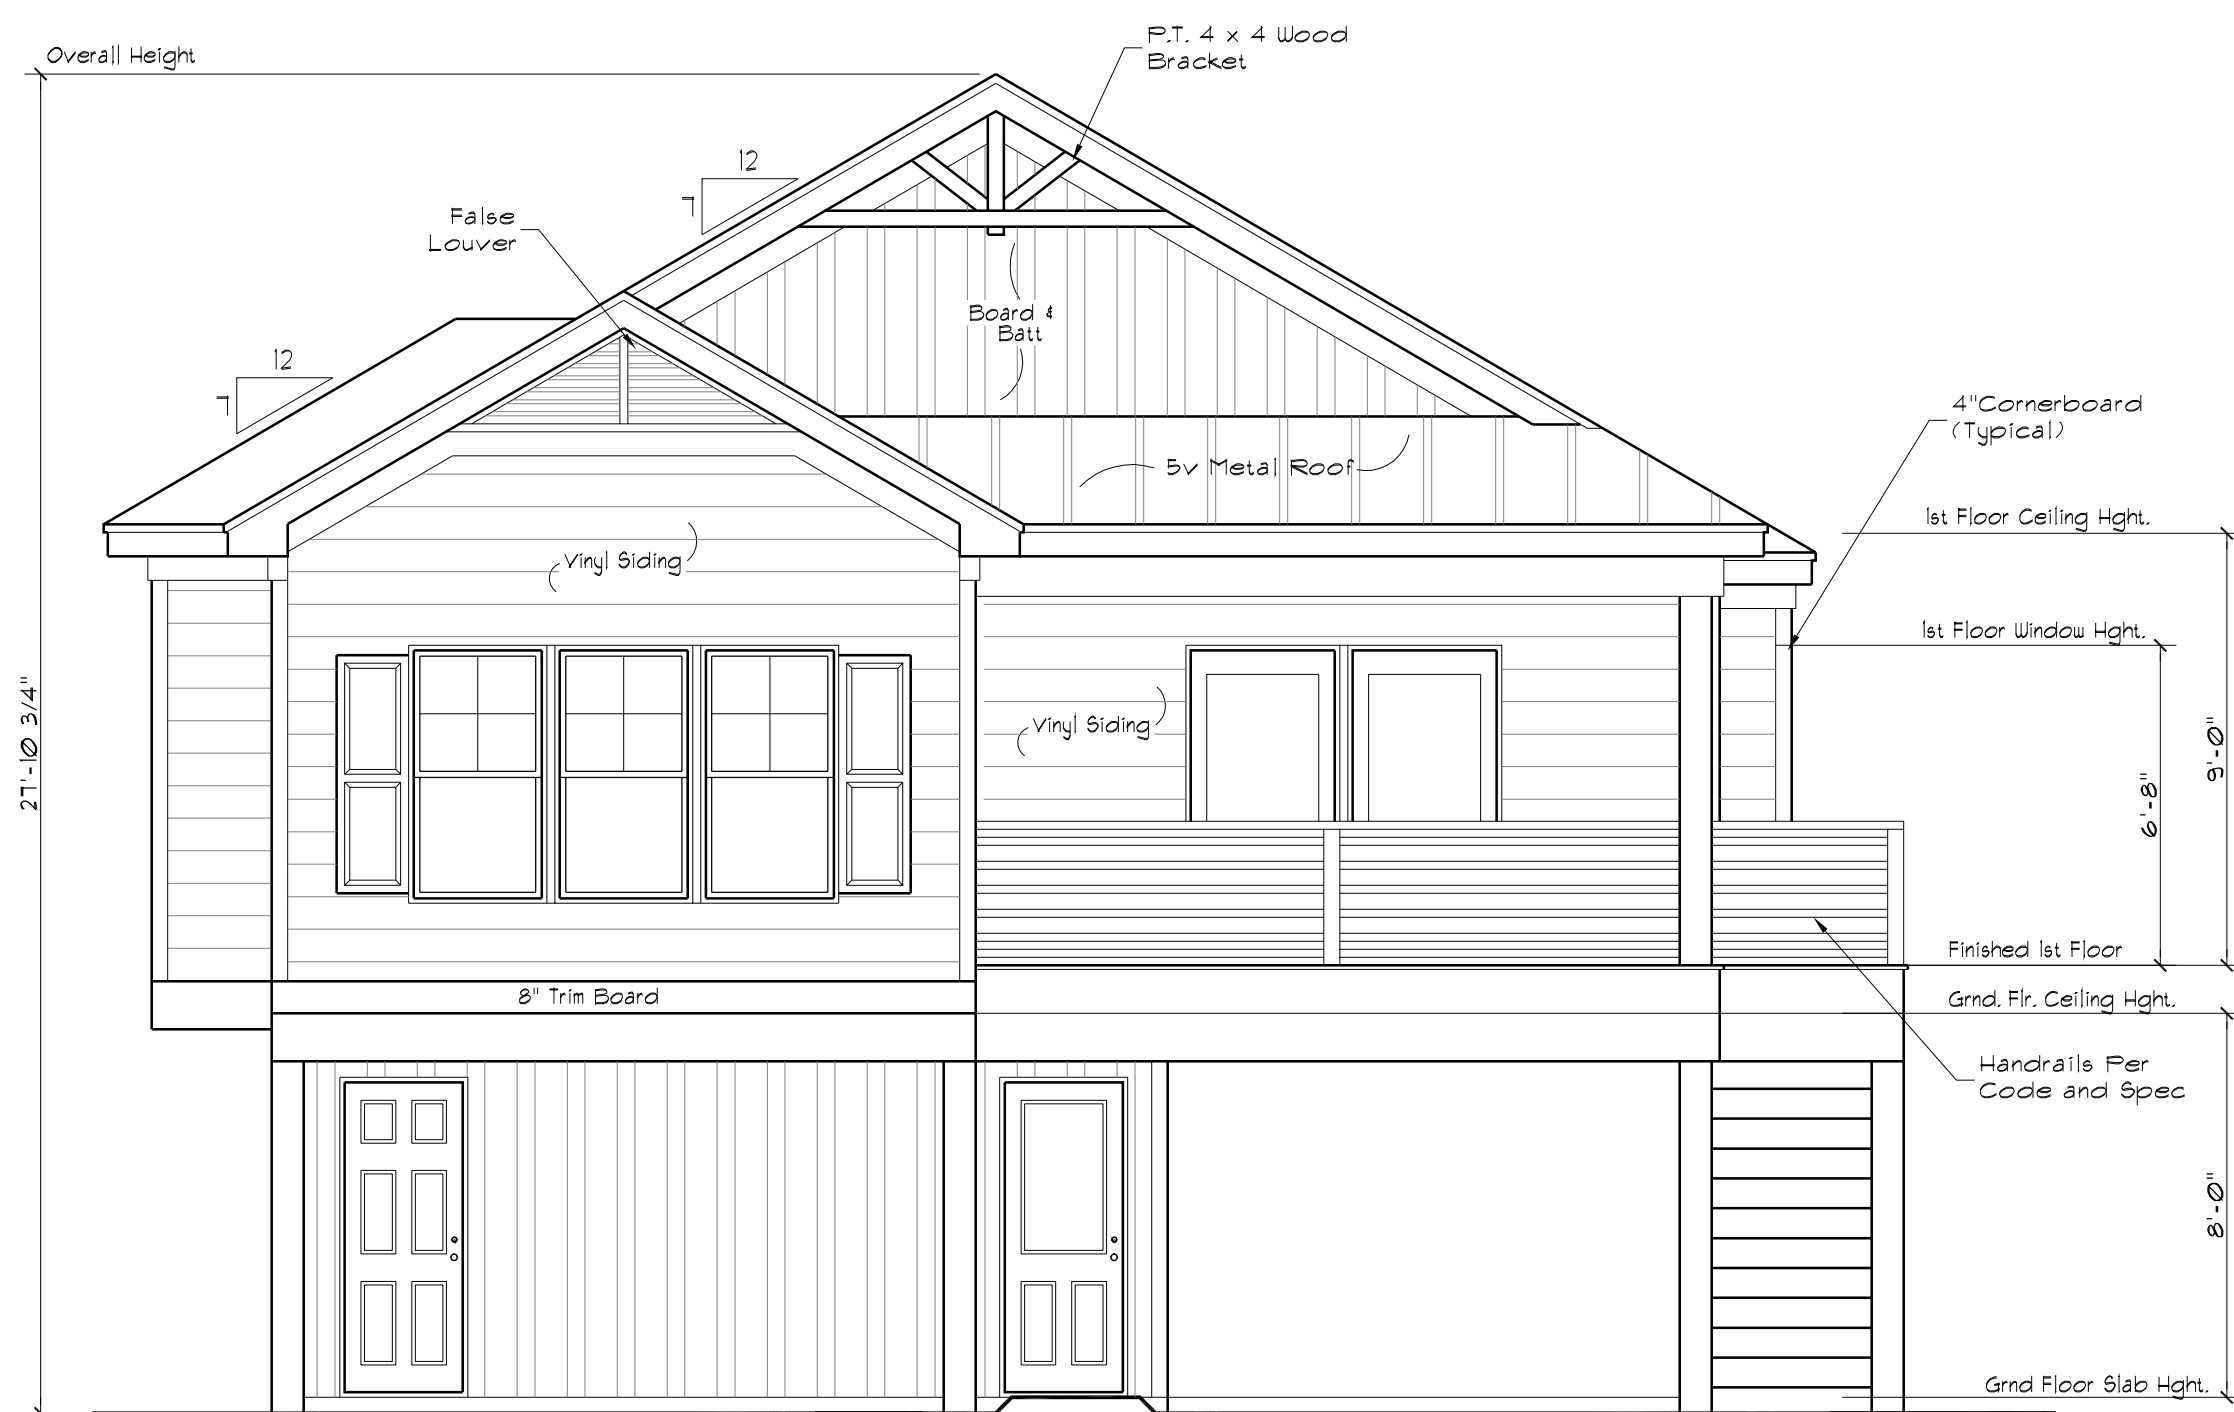 P.T. 4 x 4 Wood
Bracket
Overall Height
12
7
False
Louver
Board &
Batt
12
7
4"Cornerboard
(Typical)
5v Metal Roof
1st Floor Ceiling Hght.
Vinyl Siding
1st Floor Window Hght.
27'-10 3/4"
Vinyl Siding
9'-0"
6'-8"
Finished 1st Floor
8" Trim Board
Grnd. Flr. Ceiling Hght.
Handrails Per
Code and Spec
8'-0"
Grnd Floor Slab Hght.